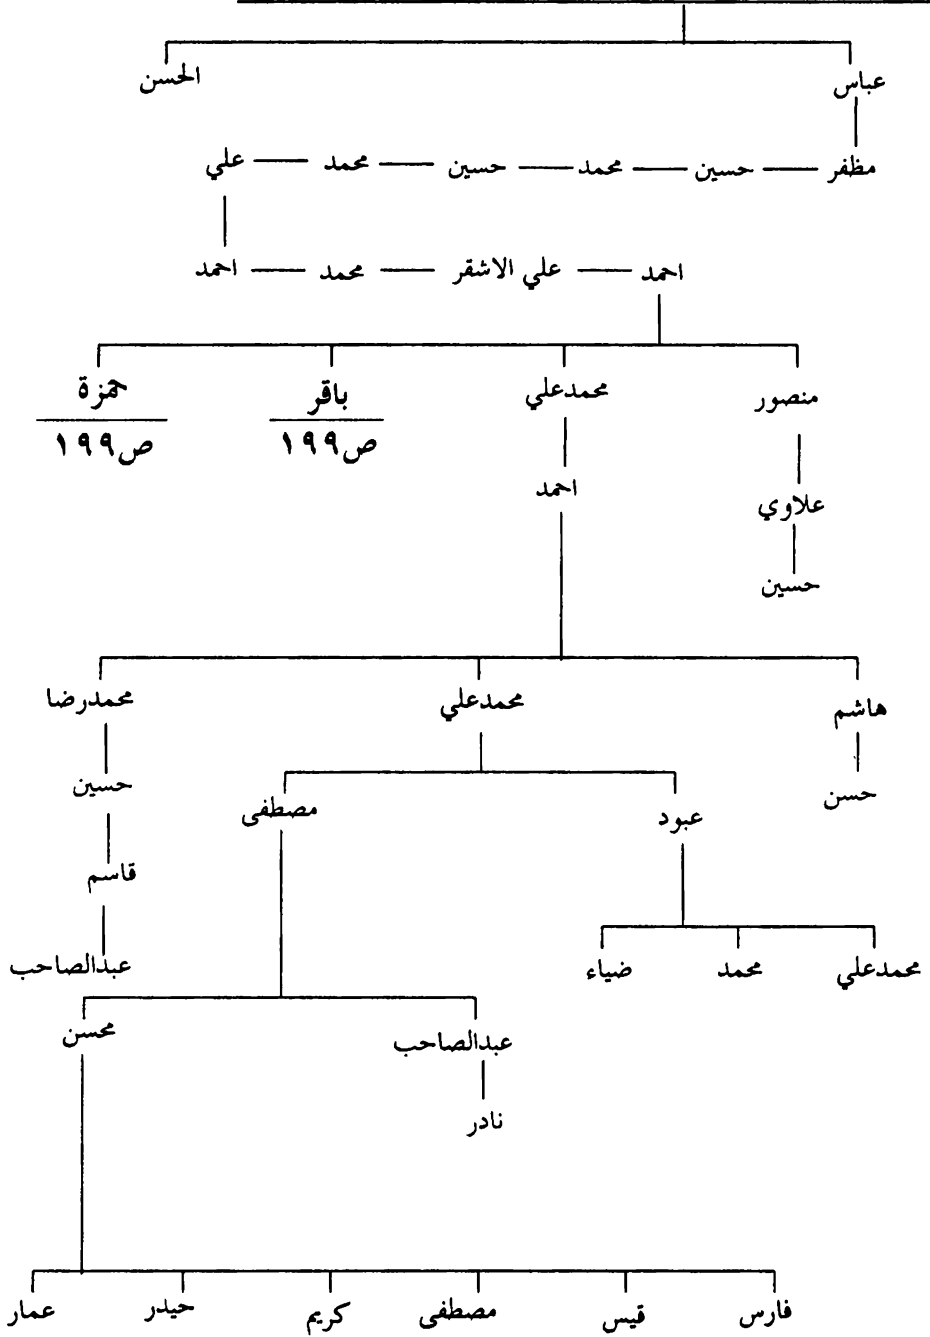 عباس الحسن
مظفر حسين محمد حسين محمد علي
احمد علي الاشقر محمد احمد
منصور محمدعلي باقر حمزة
ص١٩٩ ص١٩٩
احمد
علاوي
حسين
هاشم محمدعلي محمدرضا
حسن حسين
عبود مصطفى
قاسم
محمدعلي محمد ضياء عبدالصاحب
عبدالصاحب محسن
نادر
فارس قيس مصطفى كريم حيدر عمار